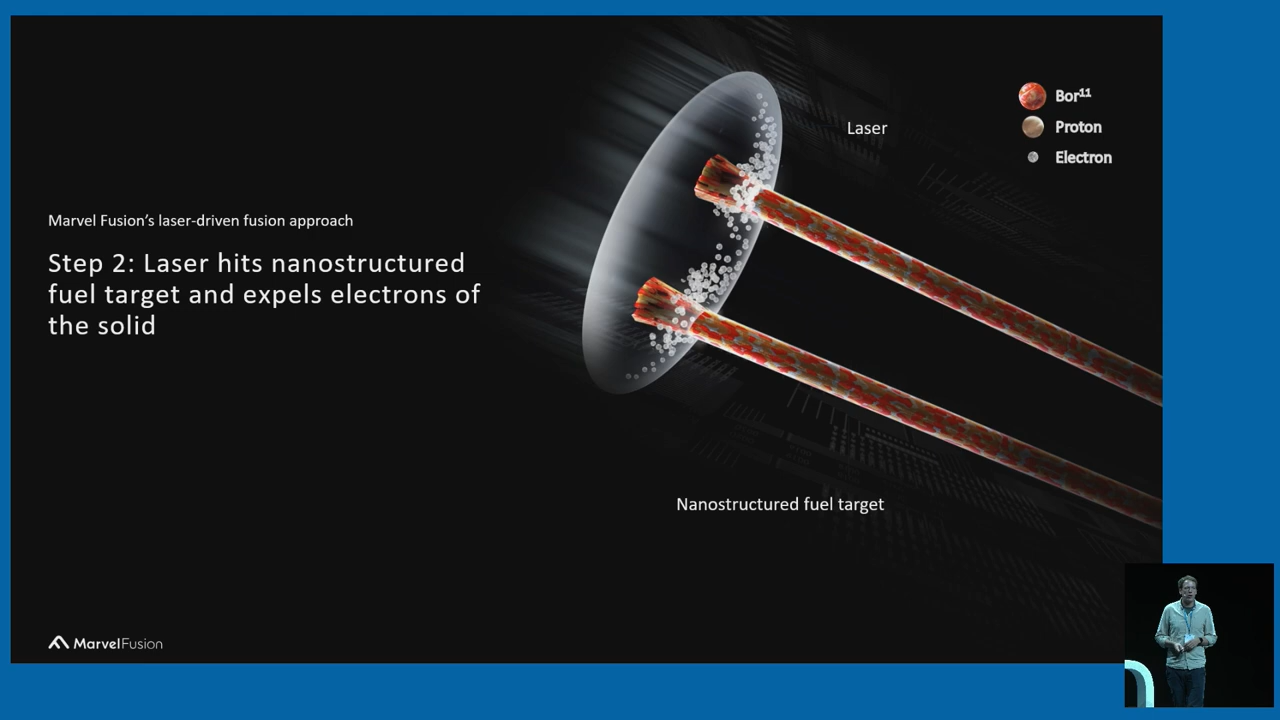 Laser
Bor¹¹
Proton
Electron
Marvel Fusion’s laser-driven fusion approach
Step 2: Laser hits nanostructured
fuel target and expels electrons of
the solid
Nanostructured fuel target
MarvelFusion